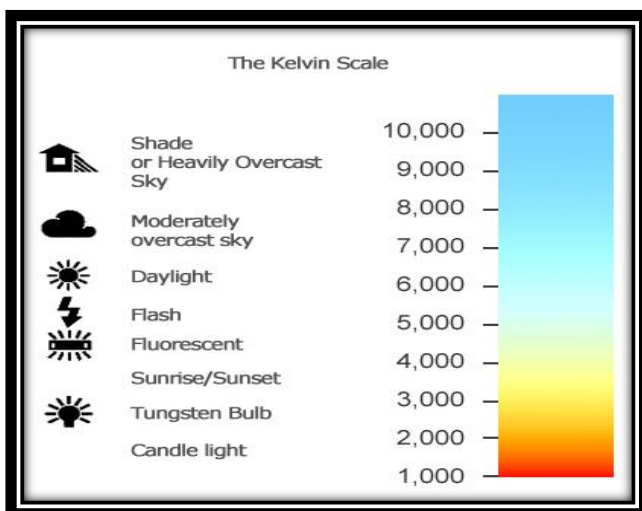 The Kelvin Scale
Shade
or Heavily Overcast
Sky
Moderately
overcast sky
Daylight
Flash
Fluorescent
Sunrise/Sunset
Tungsten Bulb
Candle light
10,000
9,000
8,000
7,000
6,000
5,000
4,000
3,000
2,000
1,000